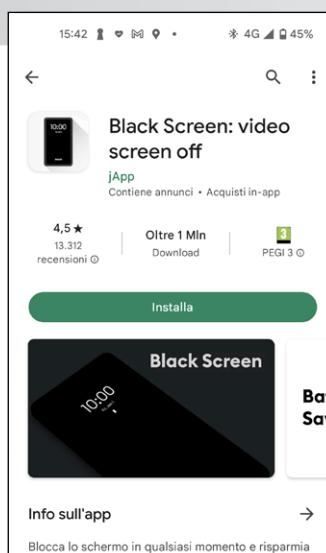 15:42 4G 45%
10:00
Black Screen: video
screen off
jApp
Contiene annunci • Acquisti in-app
4,5★ Oltre 1 Mln 3
13.312 Download PEGI 3
recensioni
Installa
Black Screen
10:00
Info sull'app
Blocca lo schermo in qualsiasi momento e risparmia